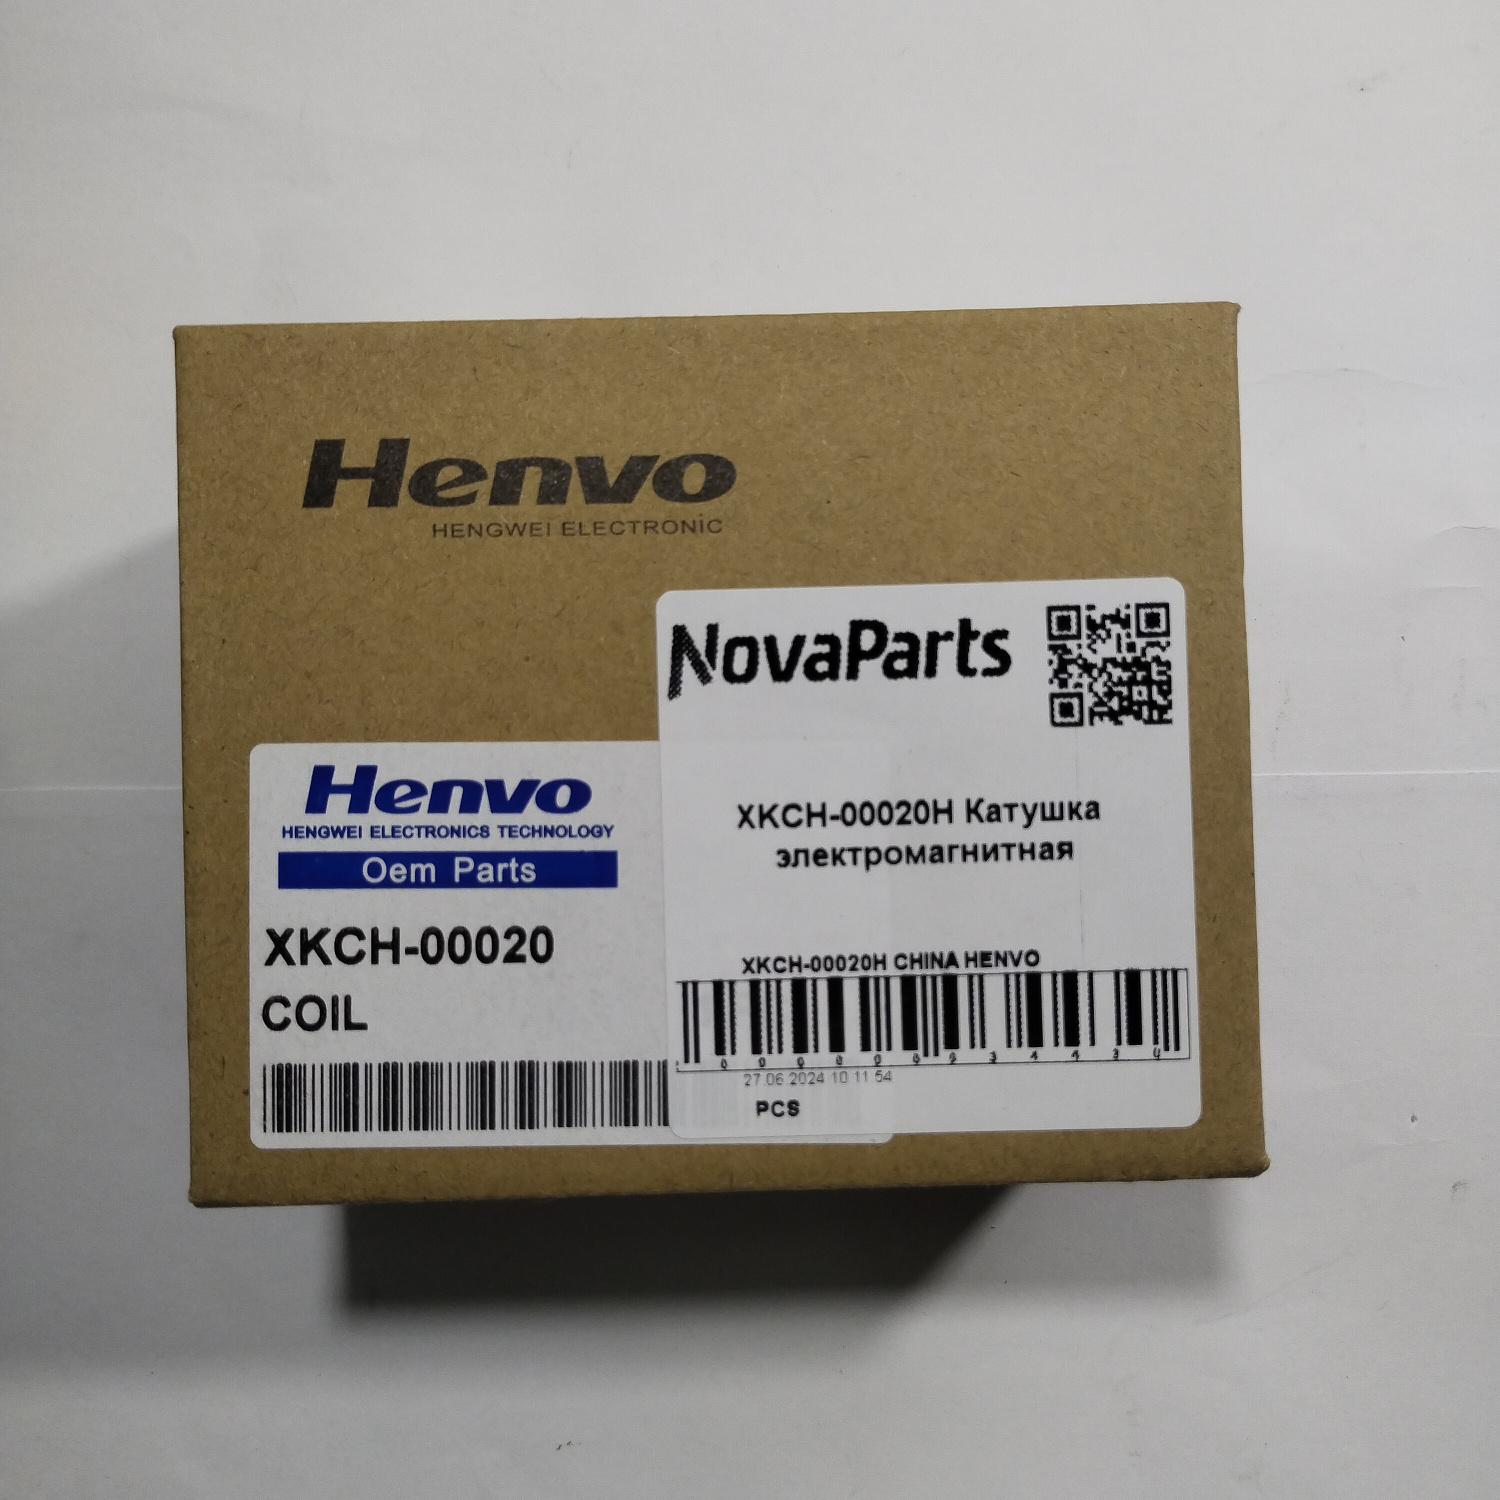 Henvo
HENGWEI ELECTRONIC
NovaParts
Henvo
HENGWEI ELECTRONICS TECHNOLOGY
Oem Parts
XKCH-00020
COIL
XKCH-00020H Катушка
электромагнитная
XKCH-00020H CHINA HENVO
27.06.2024 10 11 54
PCS